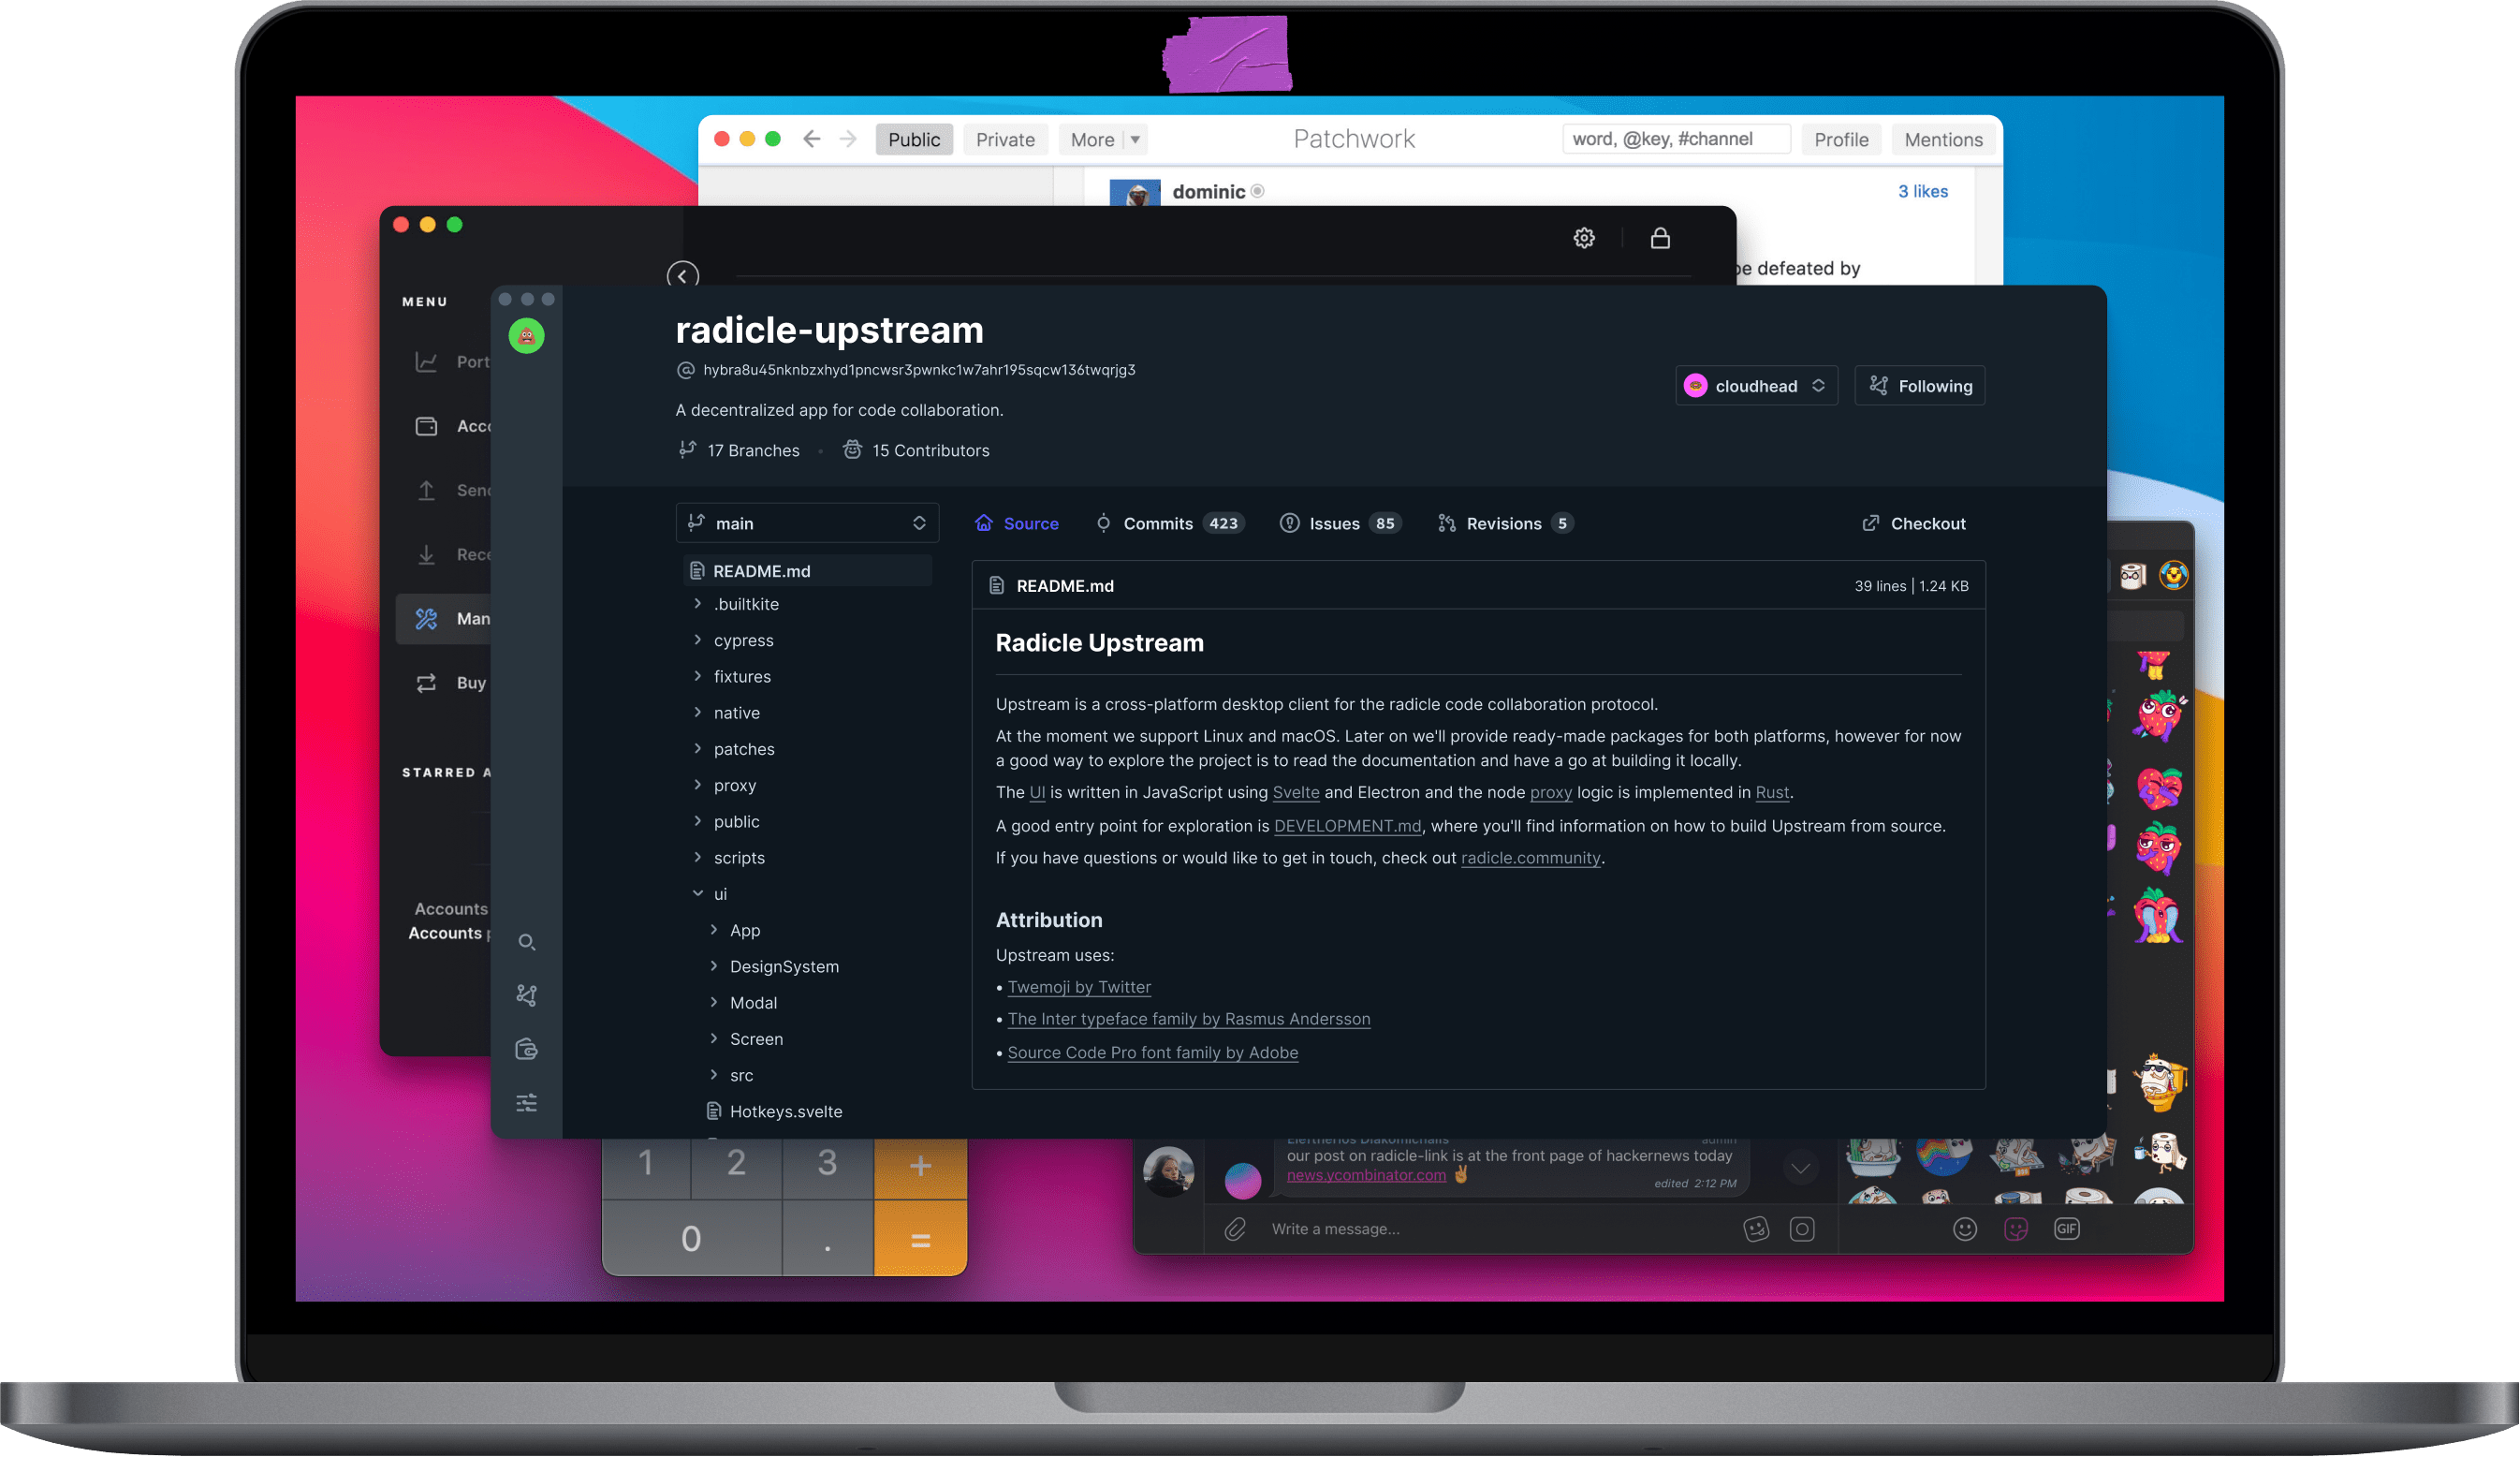 Public
Private
More
Patchwork
word, @key, #channel
Profile
Mentions
dominic
3 likes
be defeated by
MENU
Buy
STARRED
Accounts
Accounts
radicle-upstream
hybra8u45nknbzxhyd1pncwsr3pwnkc1w7ahr195sqcw136twqrjg3
A decentralized app for code collaboration.
17 Branches
15 Contributors
cloudhead
Following
main
Source
Commits 423
Issues 85
Revisions 5
Checkout
README.md
.builtkite
cypress
fixtures
native
patches
proxy
public
scripts
ui
App
DesignSystem
Modal
Screen
src
Hotkeys.svelte
README.md
39 lines | 1.24 KB
Radicle Upstream
Upstream is a cross-platform desktop client for the radicle code collaboration protocol.
At the moment we support Linux and macOS. Later on we'll provide ready-made packages for both platforms, however for now
a good way to explore the project is to read the documentation and have a go at building it locally.
The UI is written in JavaScript using Svelte and Electron and the node proxy logic is implemented in Rust.
A good entry point for exploration is DEVELOPMENT.md, where you'll find information on how to build Upstream from source.
If you have questions or would like to get in touch, check out radicle.community.
Attribution
Upstream uses:
• Twemoji by Twitter
• The Inter typeface family by Rasmus Andersson
• Source Code Pro font family by Adobe
1 2 3 +
0 . =
Eleftherios Diakomichalis
admin
our post on radicle-link is at the front page of hackernews today
news.ycombinator.com ✌
edited 2:12 PM
Write a message...
GIF